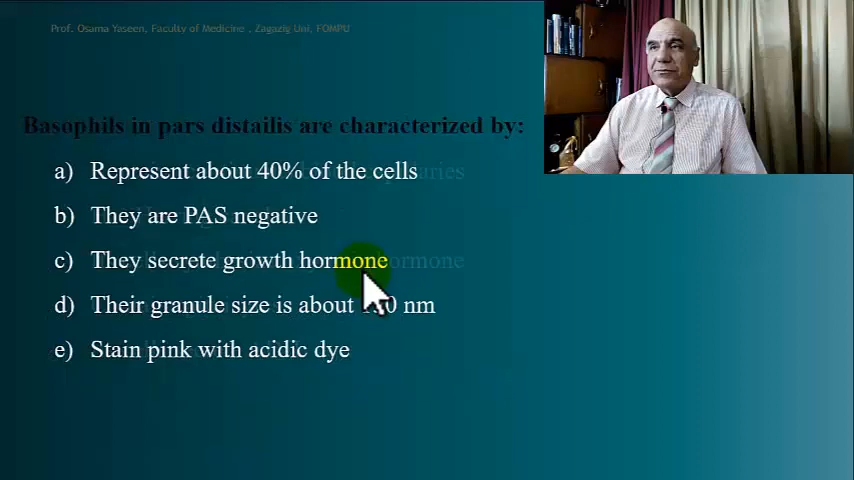 Prof. Osama Yaseen, Faculty of Medicine , Zagazig Uni, FOMPU
Basophils in pars distailis are characterized by:
a) Represent about 40% of the cells
b) They are PAS negative
c) They secrete growth hormone
d) Their granule size is about nm
e) Stain pink with acidic dye